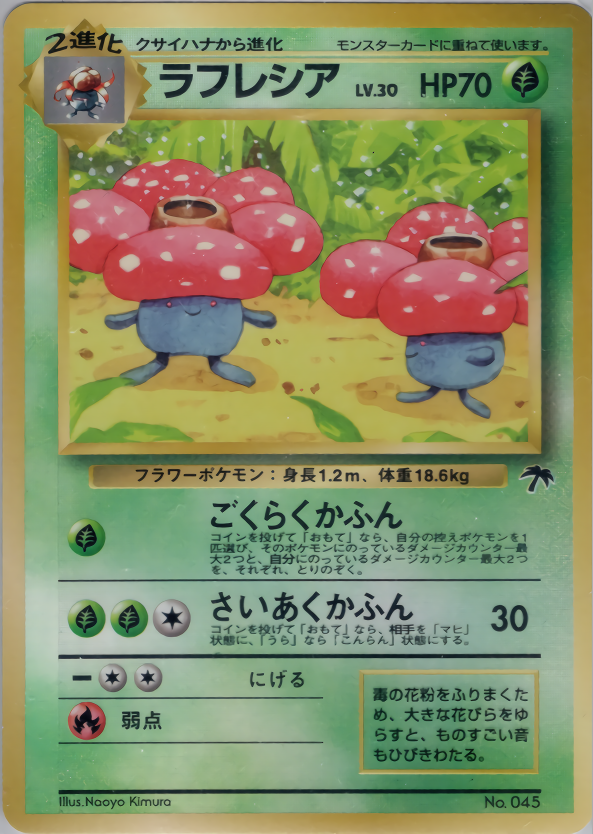 2進化 クサイハナから進化 モンスターカードに重ねて使います。
ラフレシア LV.30 HP70
フラワーポケモン：身長1.2m、体重18.6kg
ごくらくかふん
コインを投げて「おもて」なら、自分の控えポケモンを1
匹選び、そのポケモンにのっているダメージカウンター最
大2つと、自分にのっているダメージカウンター最大2つ
を、それぞれ、とりのぞく。
さいあくかふん 30
コインを投げて「おもて」なら、相手を「マヒ」
状態に、「うら」なら「こんらん」状態にする。
にげる
弱点
毒の花粉をふりまくた
め、大きな花びらをゆ
らすと、ものすごい音
もひびきわたる。
Illus.Naoyo Kimura No. 045